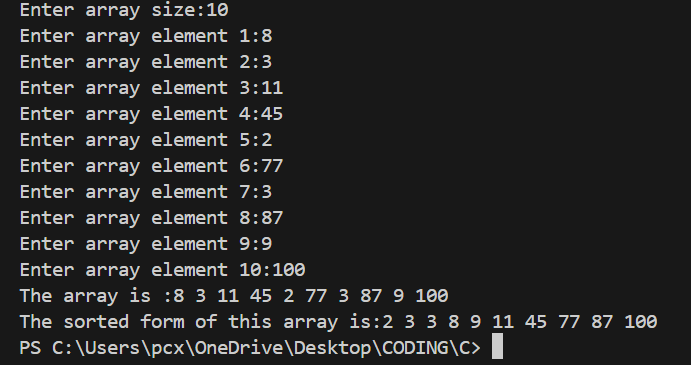 Enter array size:10
Enter array element 1:8
Enter array element 2:3
Enter array element 3:11
Enter array element 4:45
Enter array element 5:2
Enter array element 6:77
Enter array element 7:3
Enter array element 8:87
Enter array element 9:9
Enter array element 10:100
The array is :8 3 11 45 2 77 3 87 9 100
The sorted form of this array is:2 3 3 8 9 11 45 77 87 100
PS C:\Users\pcx\OneDrive\Desktop\CODING\C>